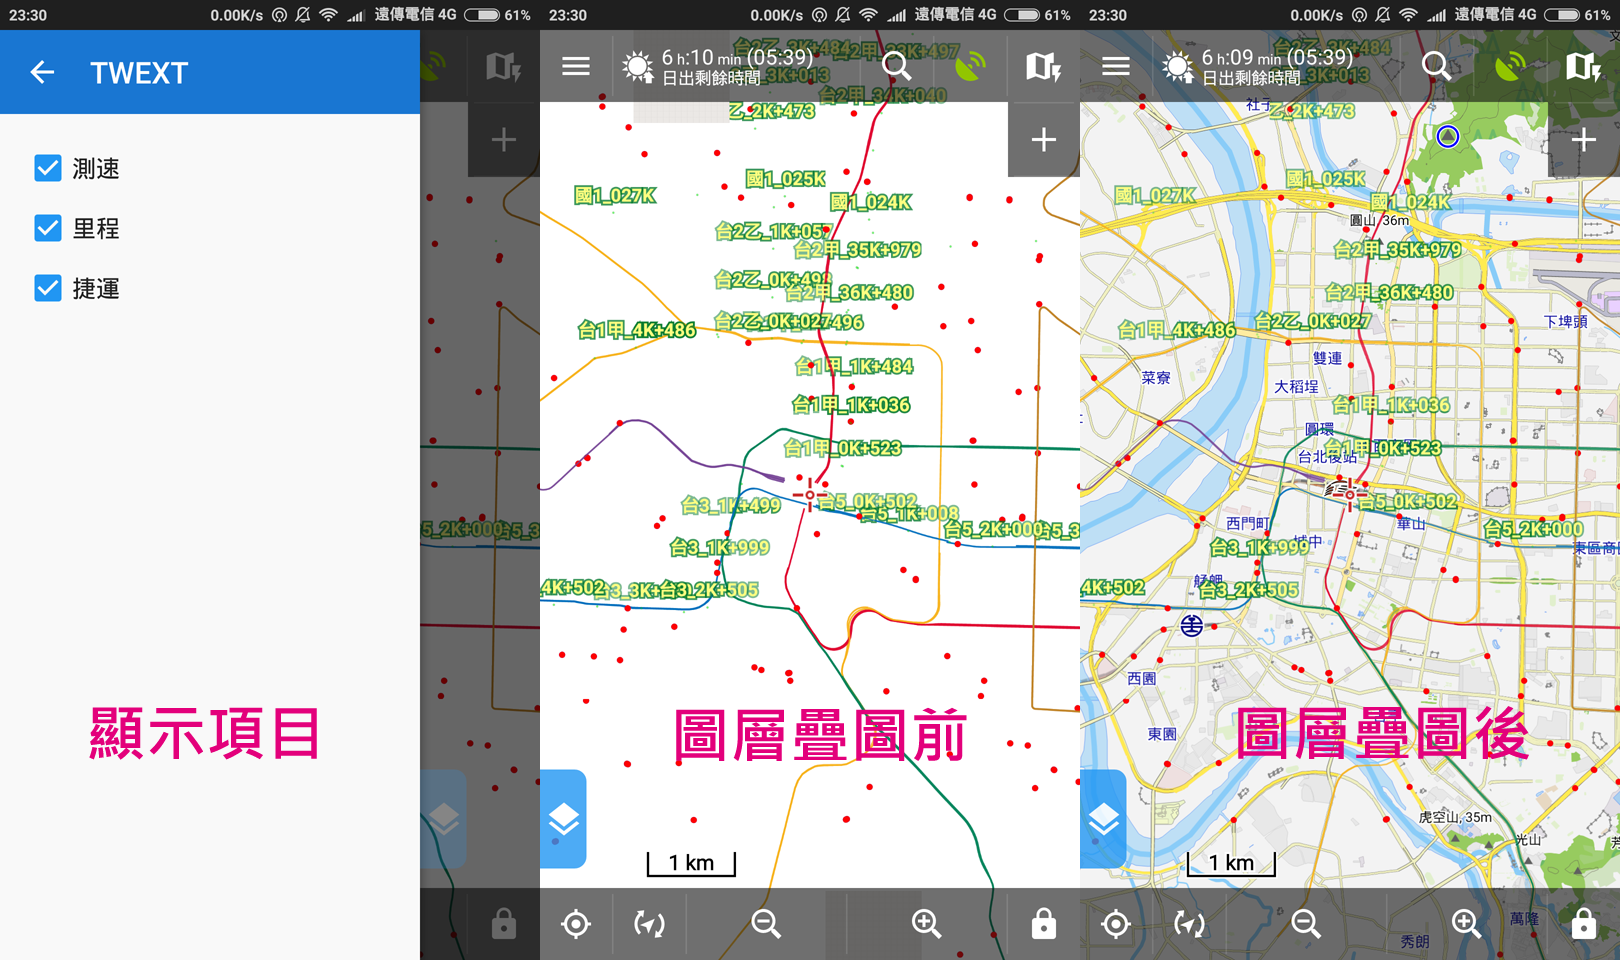 23:30
0.00K/s 遠傳電信 4G 61%
TWEXT
測速
里程
捷運
顯示項目
5_2K+000
台5_3
23:30
0.00K/s 遠傳電信 4G 61%
6 h:10 min (05:39)
日出剩餘時間
乙_2K+473
國1_025K
國1_027K
國1_024K
台2乙_1K+057
台2甲_35K+979
台2乙_0K+498
台2甲_36K+480
台2乙_0K+027
496
台1甲_4K+486
台1甲_1K+484
台1甲_1K+036
台1甲_0K+523
台3_1K+499
台5_0K+502
台5_1K+008
台5_2K+000
台5_3K
台3_1K+999
4K+502
台3_3K+
台3_2K+505
圖層疊圖前
1 km
23:30
0.00K/s 遠傳電信 4G 61%
6 h:09 min (05:39)
日出剩餘時間
社子
乙_2K+473
國1_025K
國1_027K
國1_024K
圓山, 36m
台2甲_35K+979
台2甲_36K+480
台1甲_4K+486
台2乙_0K+027
下埤頭
雙連
菜寮
大稻埕
台1甲_1K+036
圓環
台1甲_0K+523
台北後站
台5_0K+502
西門町
華山
台5_2K+000
城中
台3_1K+999
東區商
艋舺
4K+502
台3_2K+505
西園
圖層疊圖後
東園
虎空山, 35m
光山
1 km
萬隆
秀朗